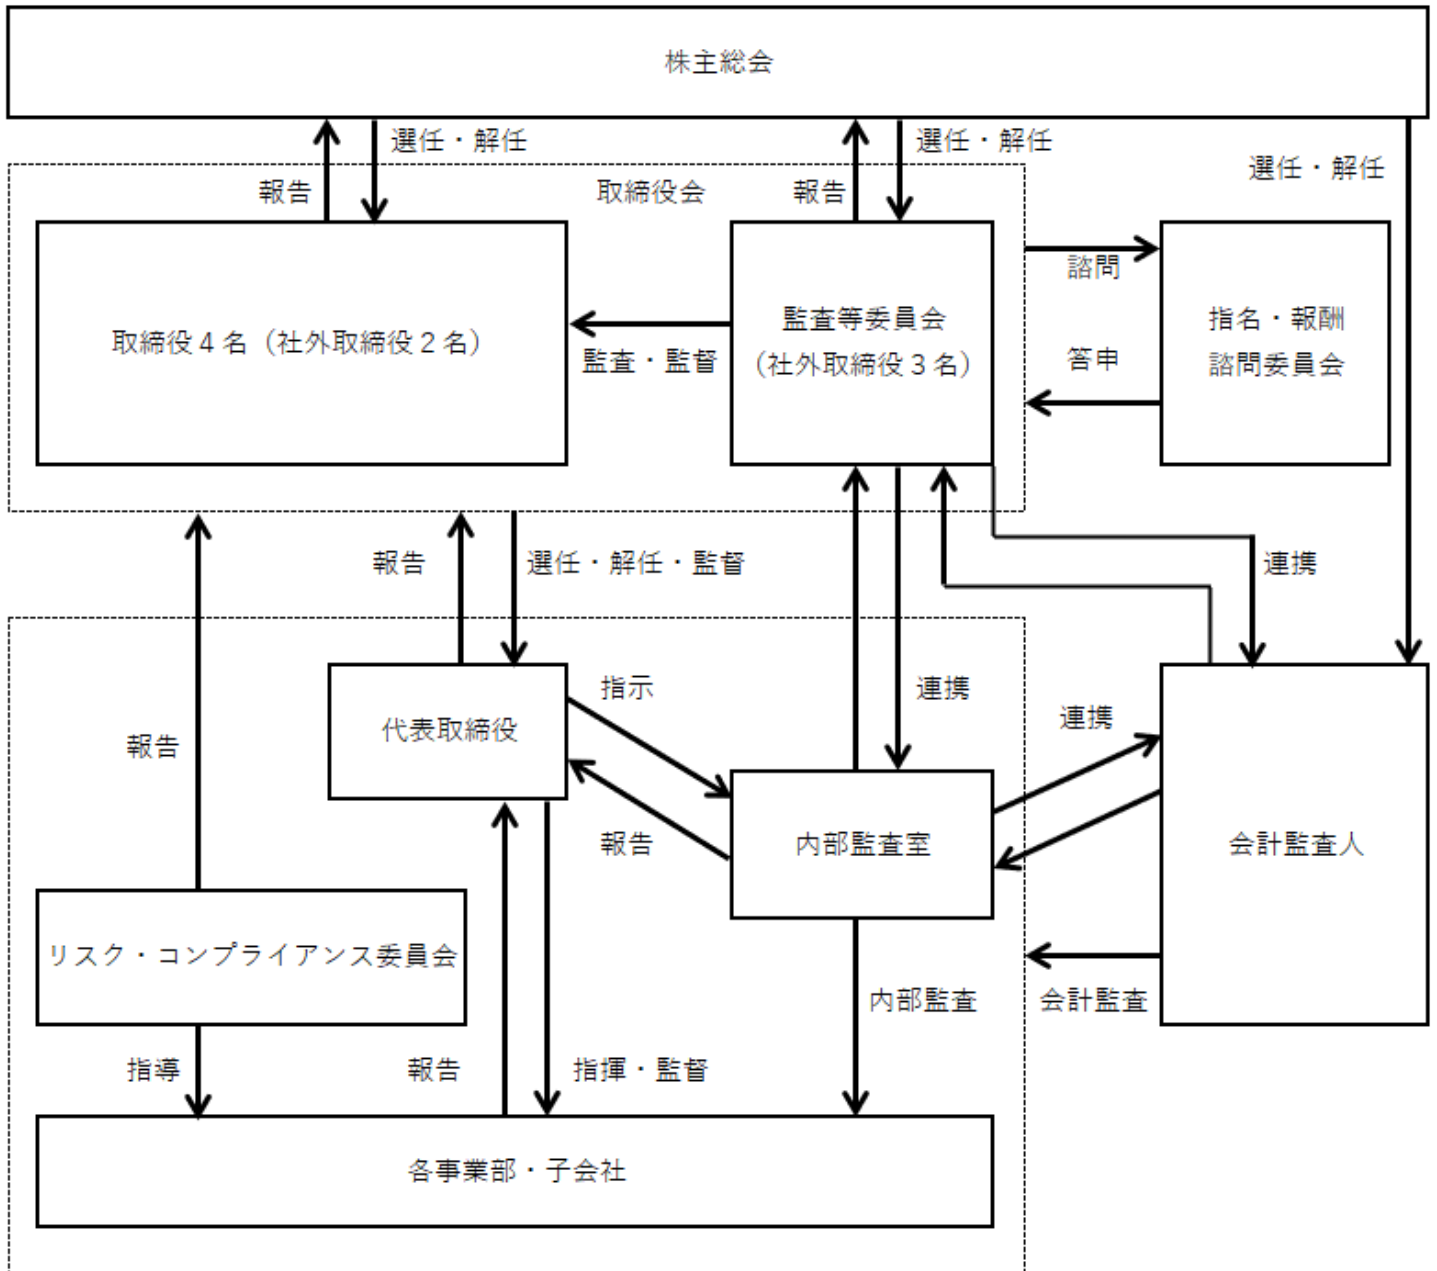 株主総会
選任・解任
選任・解任
選任・解任
報告
取締役会
報告
取締役４名（社外取締役２名）
監査・監督
監査等委員会
（社外取締役３名）
諮問
答申
指名・報酬
諮問委員会
報告
選任・解任・監督
連携
報告
代表取締役
指示
報告
連携
連携
内部監査室
会計監査人
リスク・コンプライアンス委員会
内部監査
会計監査
指導
報告
指揮・監督
各事業部・子会社